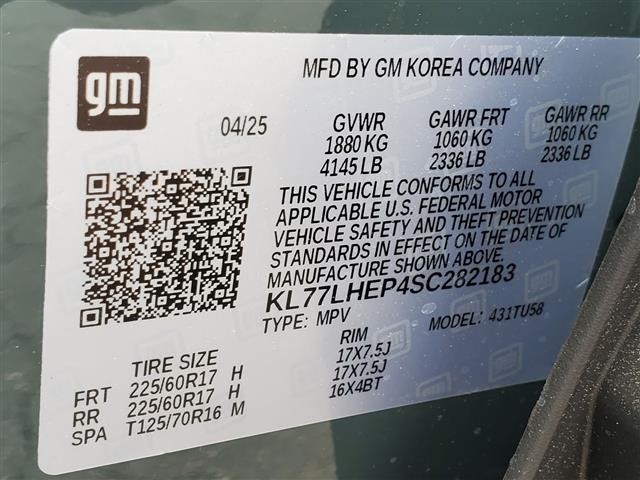 gm
MFD BY GM KOREA COMPANY
04/25 GVWR GAWR FRT GAWR RR
1880 KG 1060 KG 1060 KG
4145 LB 2336 LB 2336 LB
THIS VEHICLE CONFORMS TO ALL
APPLICABLE U.S. FEDERAL MOTOR
VEHICLE SAFETY AND THEFT PREVENTION
STANDARDS IN EFFECT ON THE DATE OF
MANUFACTURE SHOWN ABOVE.
KL77LHEP4SC282183
TYPE: MPV MODEL: 431TU58
TIRE SIZE RIM
FRT 225/60R17 H 17X7.5J
RR 225/60R17 H 17X7.5J
SPA T125/70R16 M 16X4BT